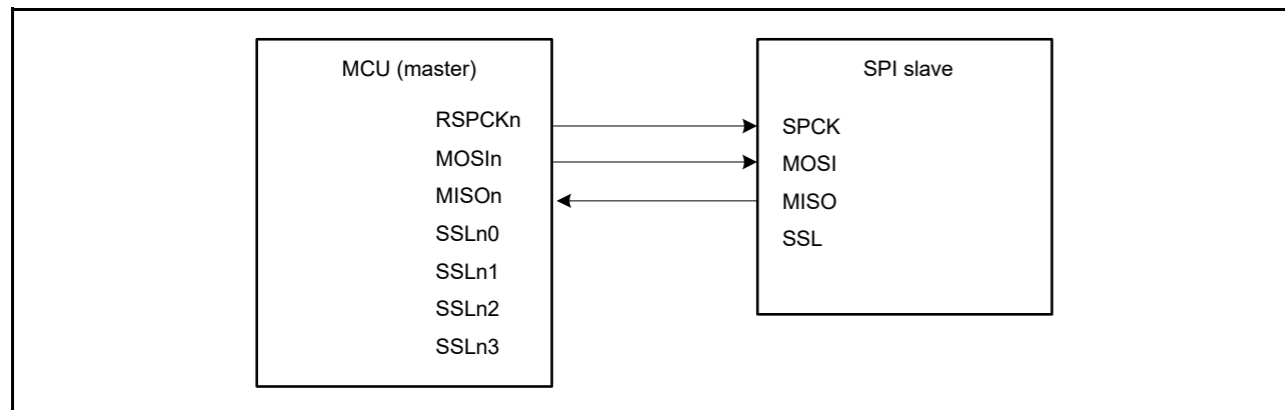 MCU (master)
RSPCKn
MOSIn
MISOn
SSLn0
SSLn1
SSLn2
SSLn3
SPI slave
SPCK
MOSI
MISO
SSL